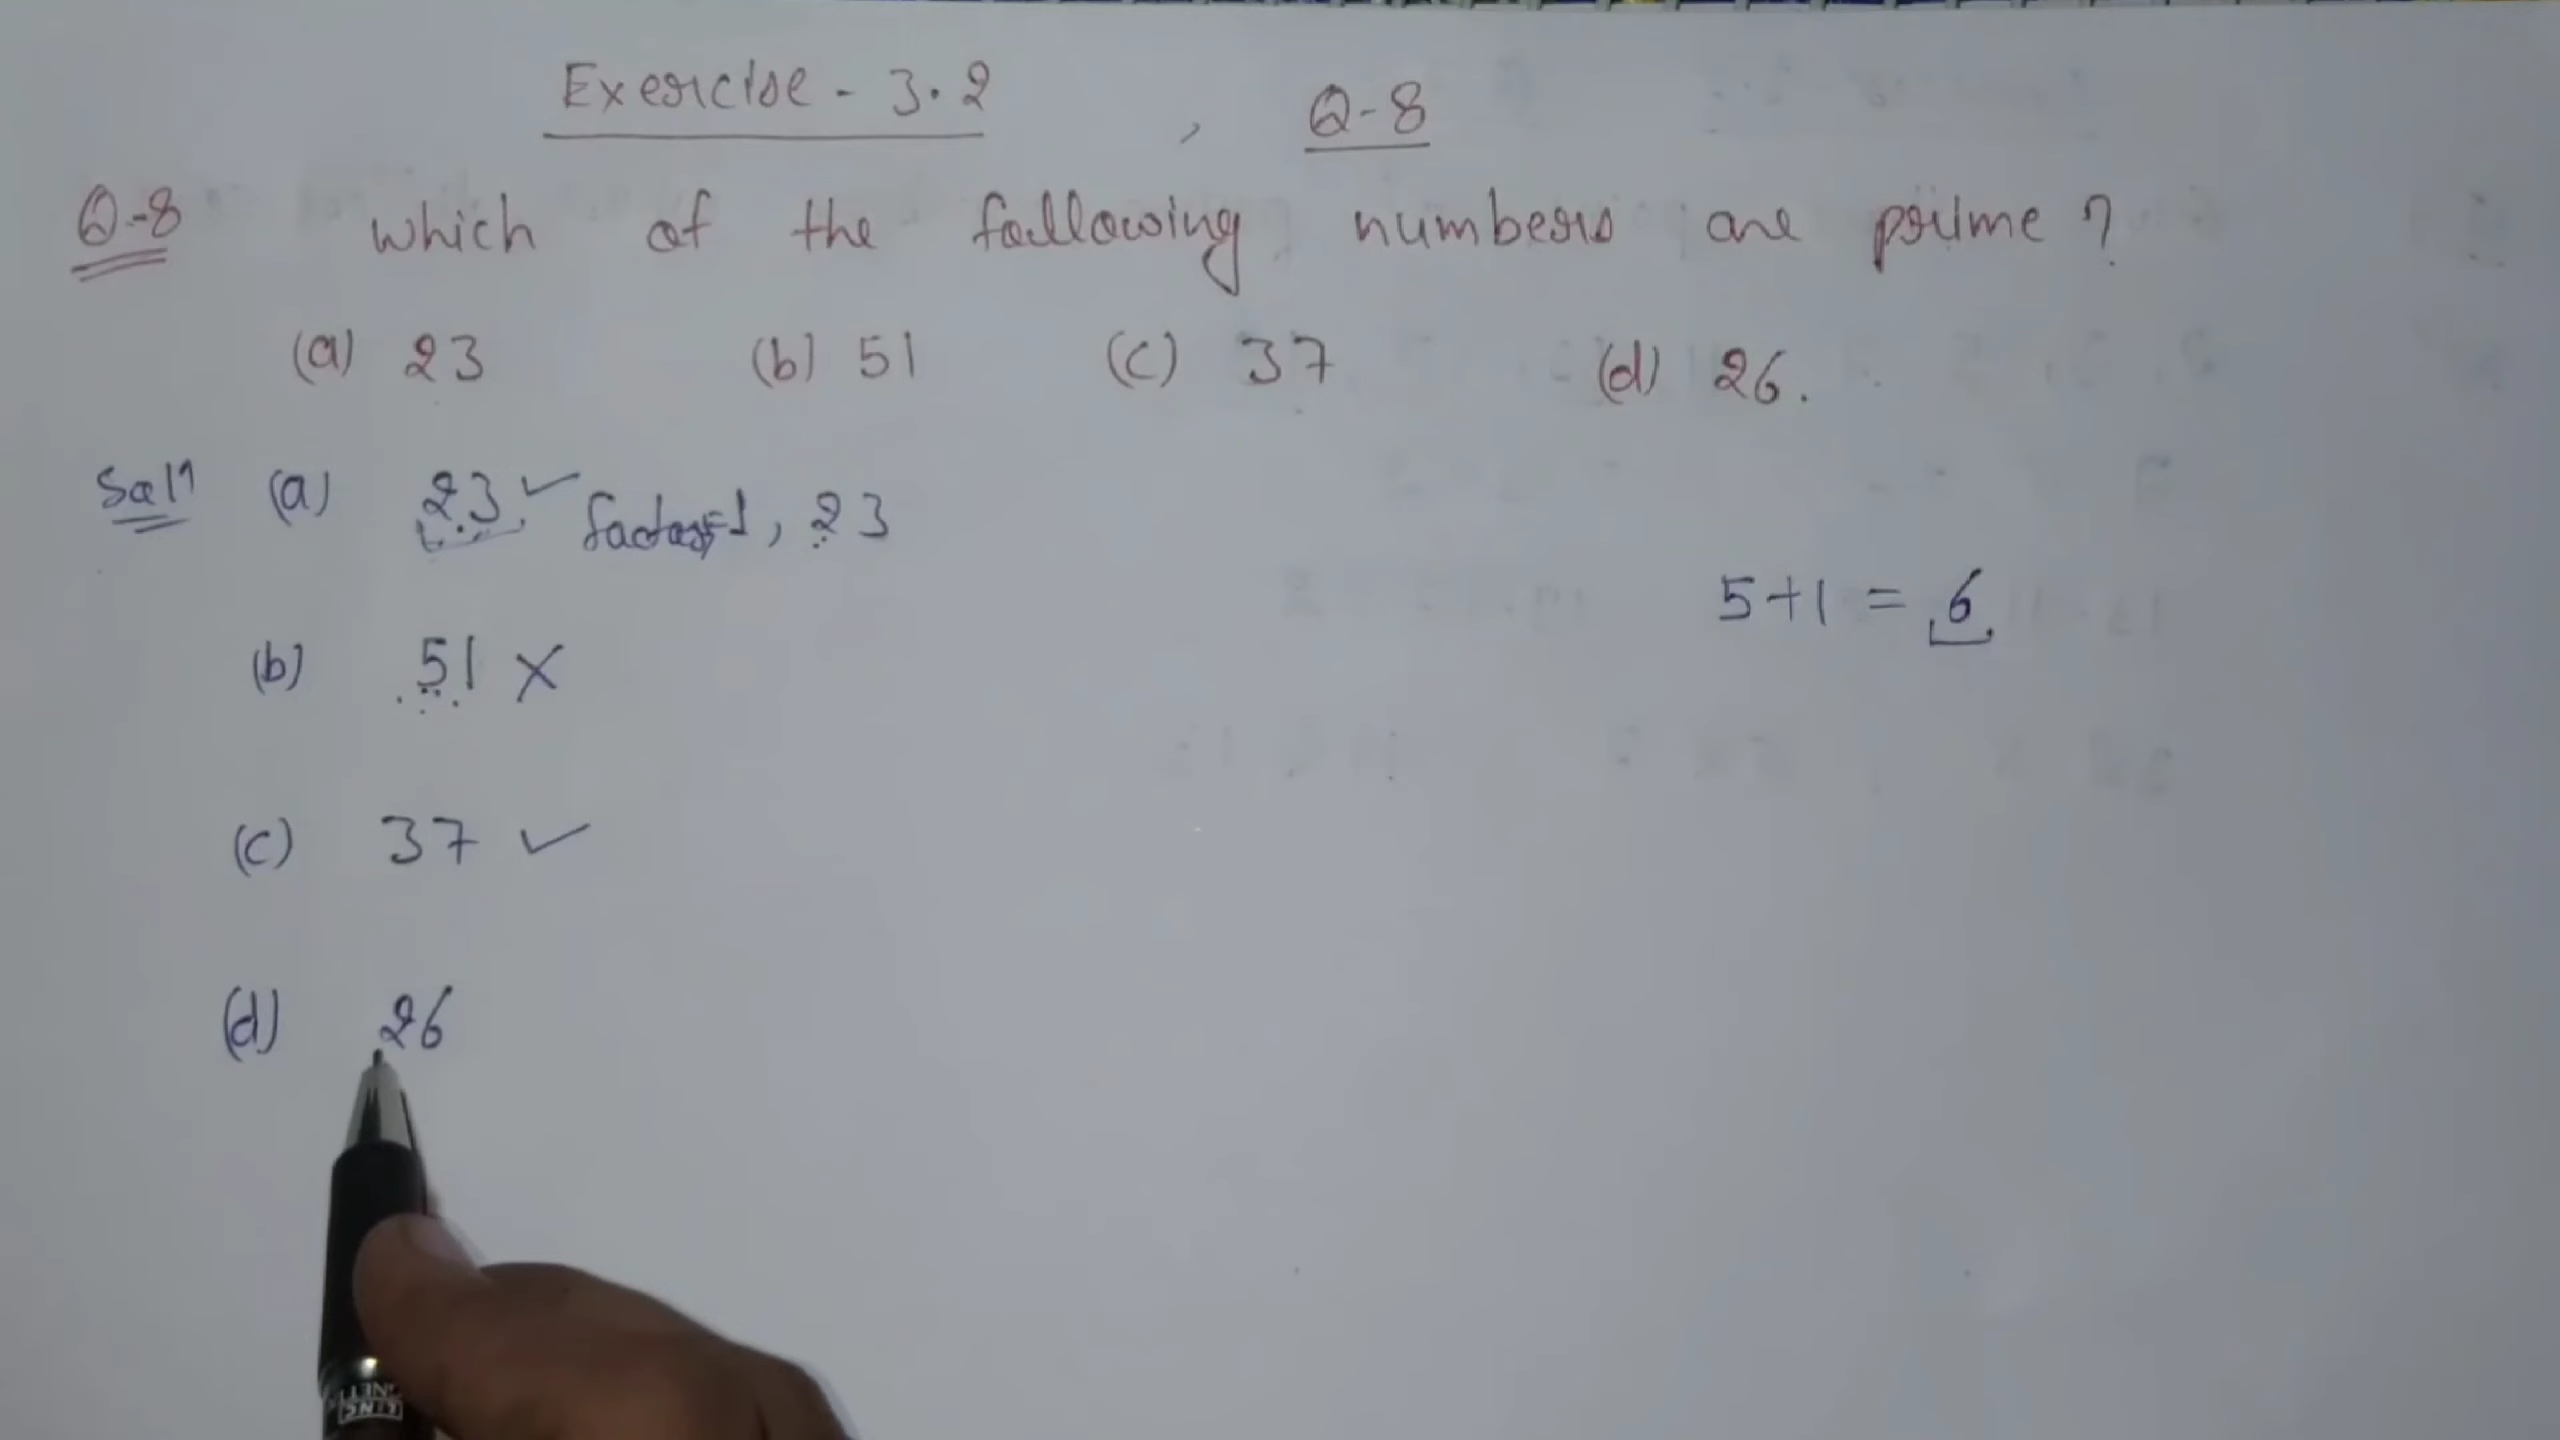 Exercise - 3.2 , Q-8
Q-8 which of the following numbers are prime ?
(a) 23 (b) 51 (c) 37 (d) 26.
Solⁿ (a) 23 ✓ factors=1, 23
5+1 = 6
(b) 51 ×
(c) 37 ✓
(d) 26